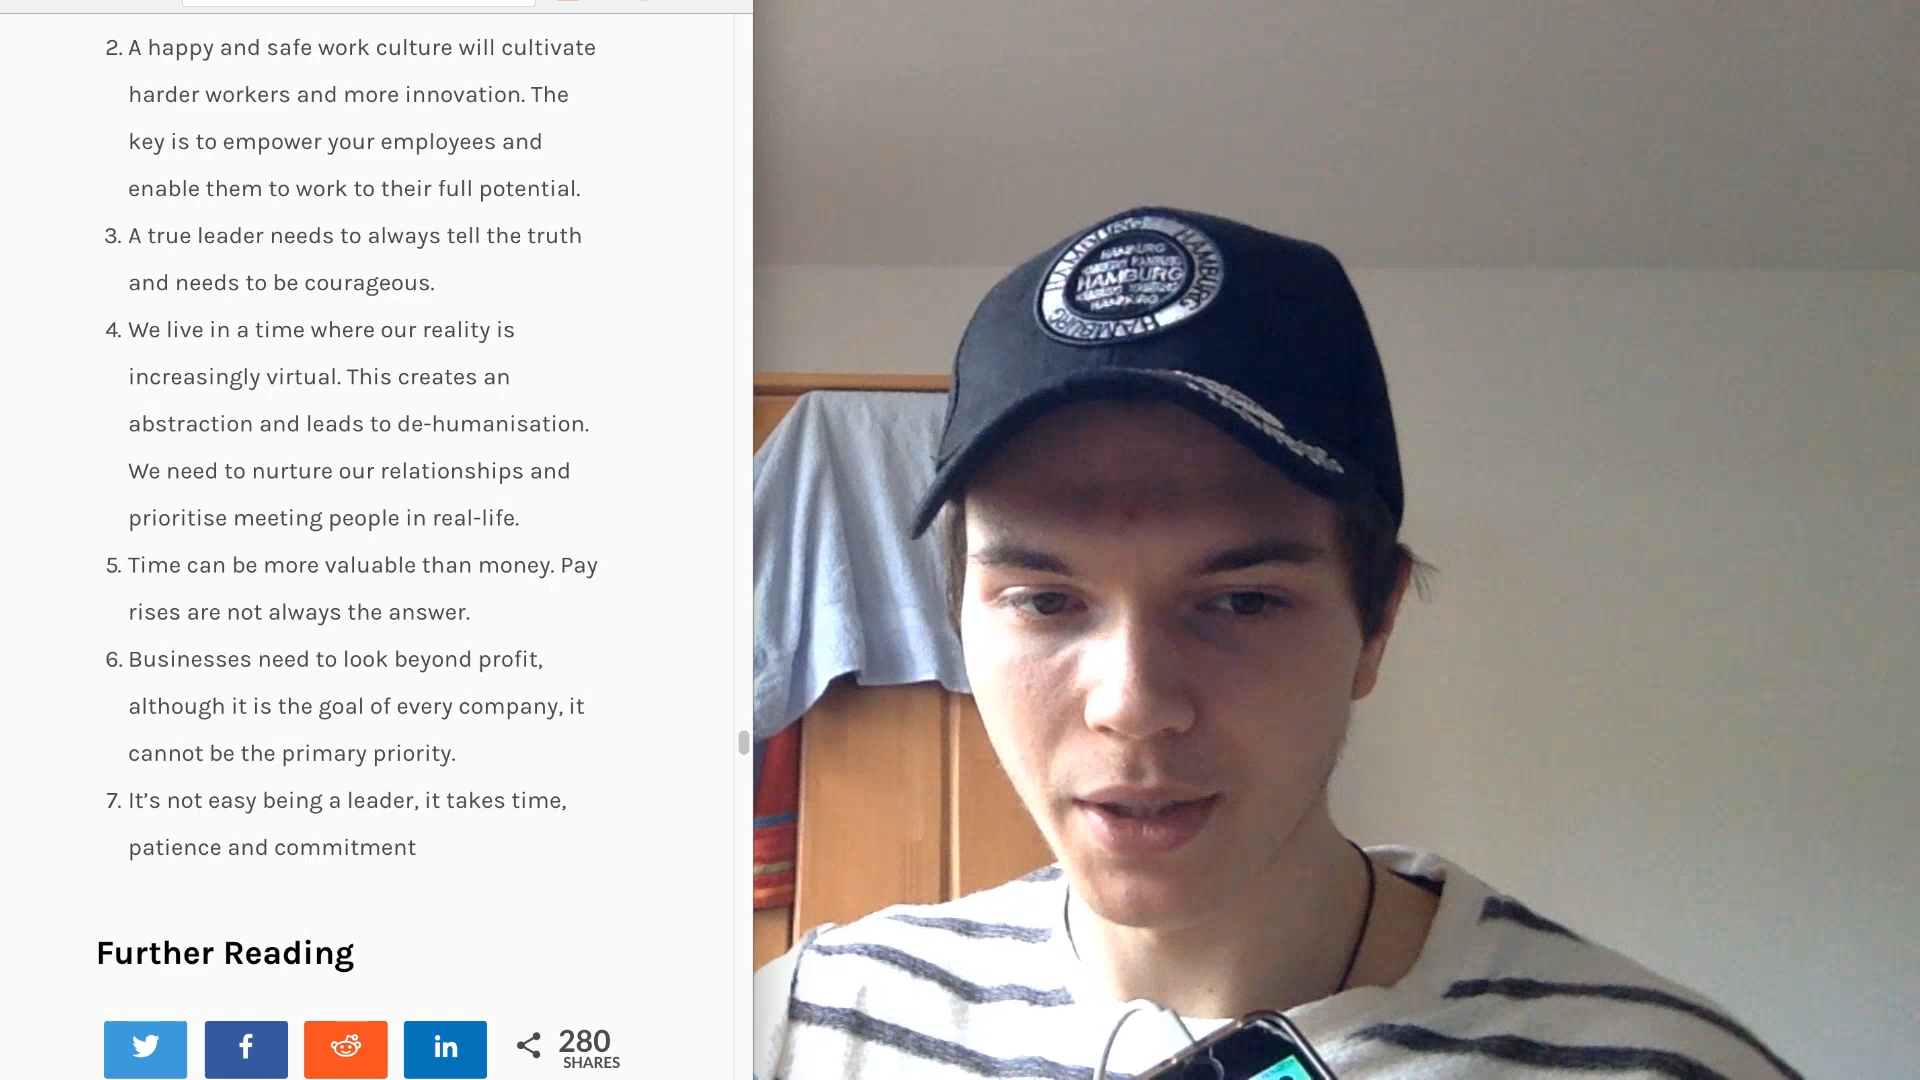 2. A happy and safe work culture will cultivate
harder workers and more innovation. The
key is to empower your employees and
enable them to work to their full potential.
3. A true leader needs to always tell the truth
and needs to be courageous.
4. We live in a time where our reality is
increasingly virtual. This creates an
abstraction and leads to de-humanisation.
We need to nurture our relationships and
prioritise meeting people in real-life.
5. Time can be more valuable than money. Pay
rises are not always the answer.
6. Businesses need to look beyond profit,
although it is the goal of every company, it
cannot be the primary priority.
7. It’s not easy being a leader, it takes time,
patience and commitment
Further Reading
280
SHARES
HAMBURG
HAMBURG
HAMBURG
HAMBURG